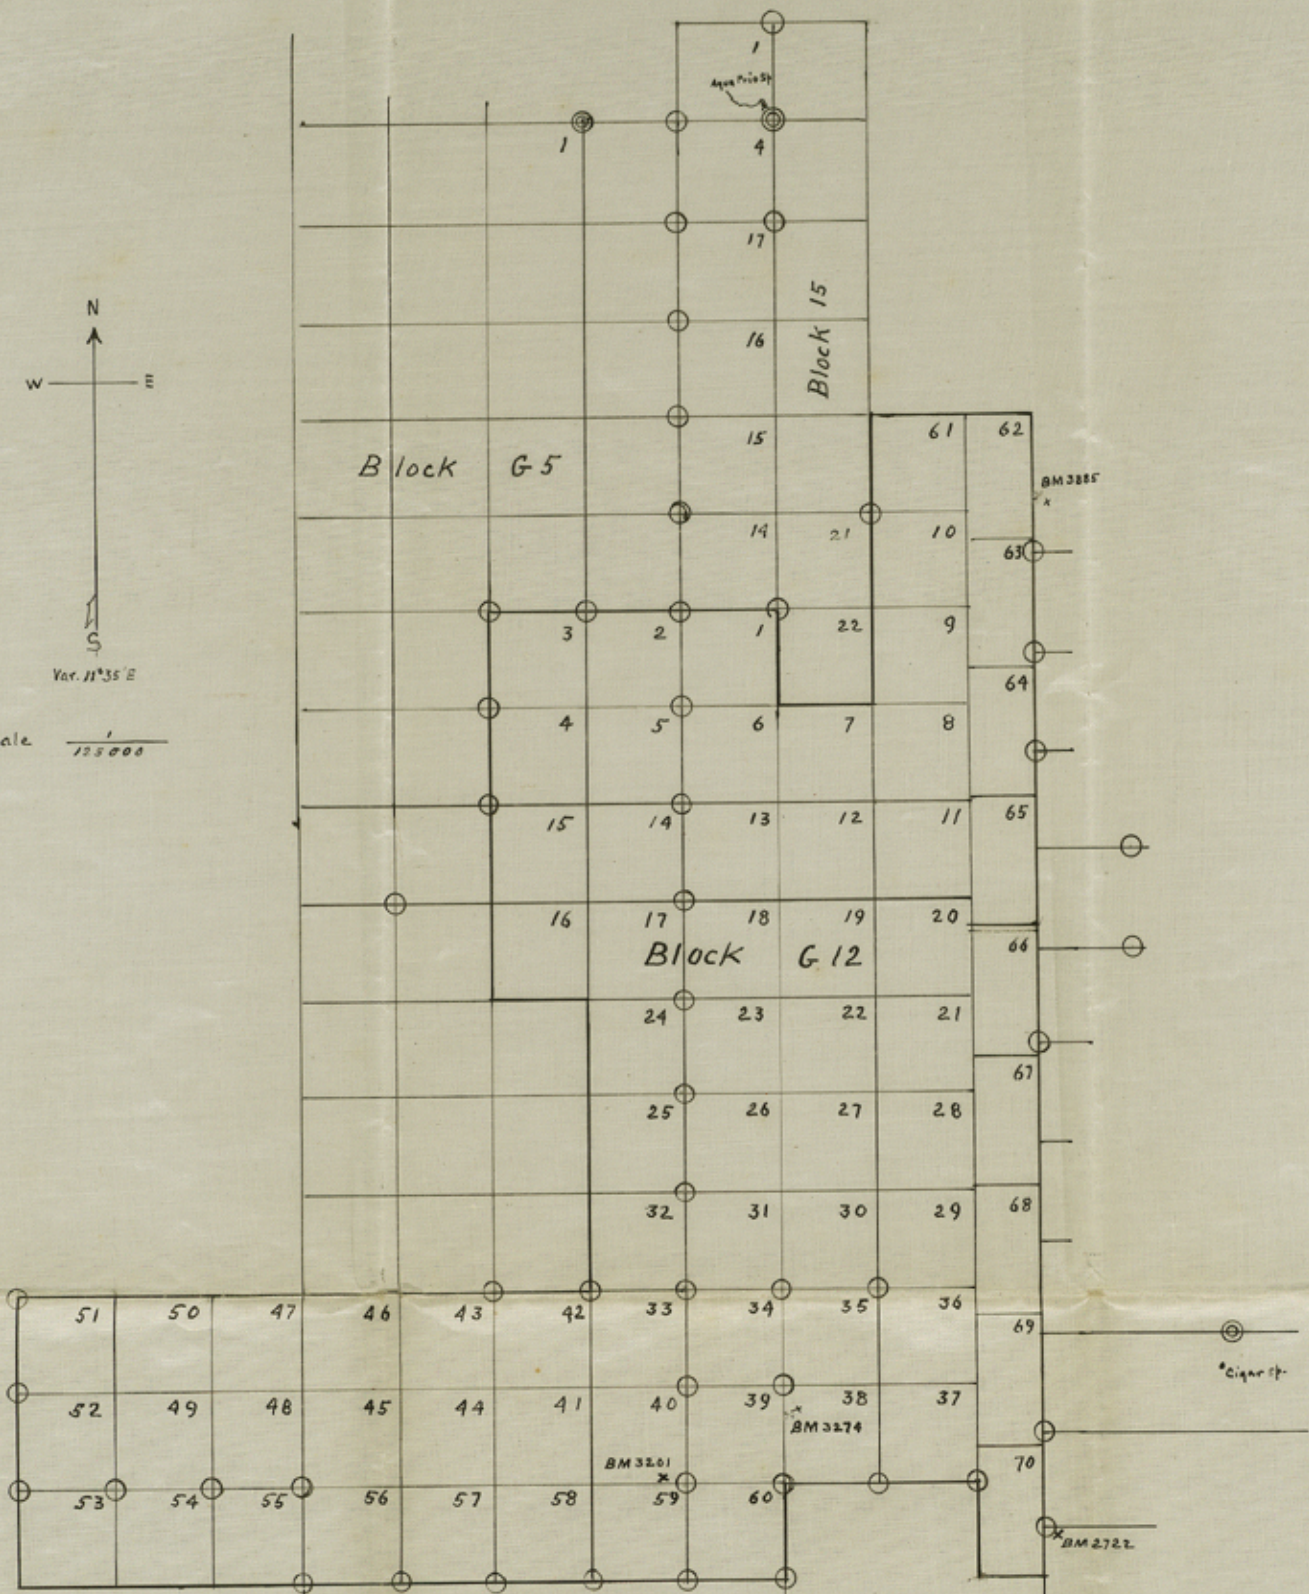 1
Agua Frio Sp
1 4
17
N
Block 15
W E
16
15 61 62
Block G5
BM 3885
14 21 10
63
S
3 2 1 22 9
Var. 11°35'E
64
4 5 6 7 8
ale 1/125000
15 14 13 12 11 65
16 17 18 19 20
66
Block G12
24 23 22 21
67
25 26 27 28
68
32 31 30 29
51 50 47 46 43 42 33 34 35 36
69
Cigar Sp.
52 49 48 45 44 41 40 39 38 37
BM 3274
BM 3201
70
53 54 55 56 57 58 59 60
BM 2722